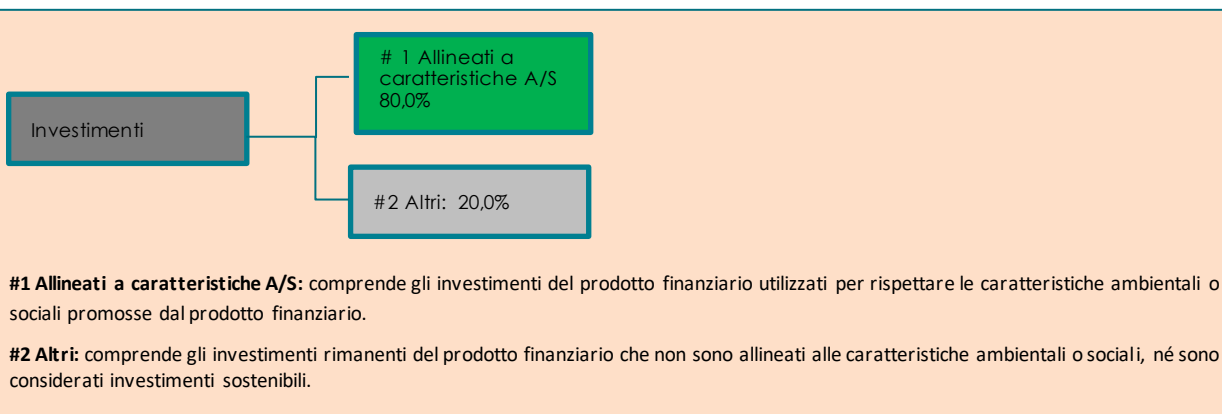 # 1 Allineati a
caratteristiche A/S
80,0%
Investimenti
#2 Altri: 20,0%
#1 Allineati a caratteristiche A/S: comprende gli investimenti del prodotto finanziario utilizzati per rispettare le caratteristiche ambientali o
sociali promosse dal prodotto finanziario.
#2 Altri: comprende gli investimenti rimanenti del prodotto finanziario che non sono allineati alle caratteristiche ambientali o sociali, né sono
considerati investimenti sostenibili.